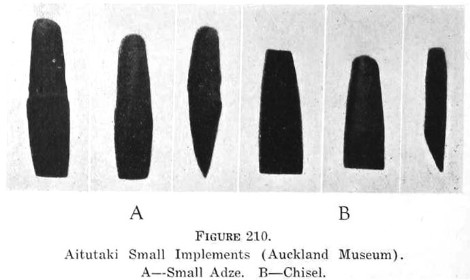 A B
FIGURE 210.
Aitutaki Small Implements (Auckland Museum).
A--Small Adze. B—Chisel.